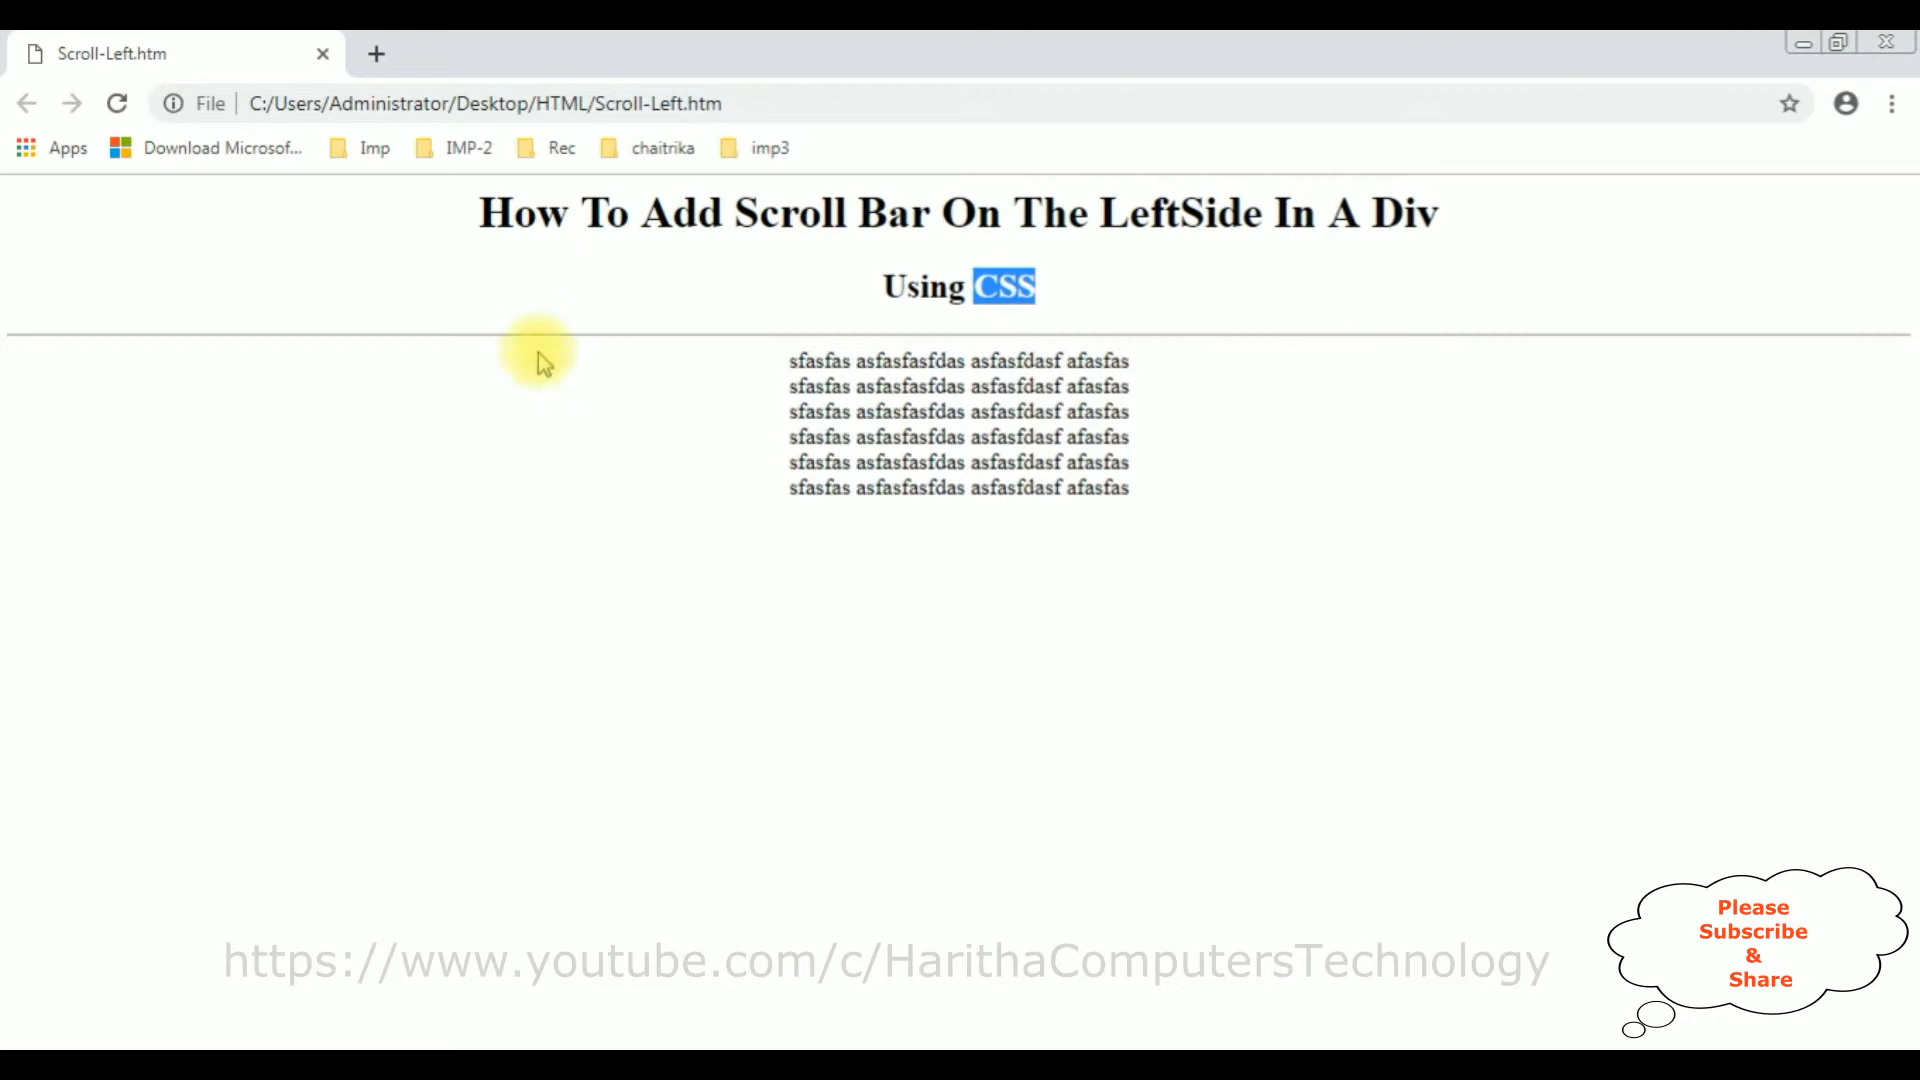 Scroll-Left.htm
File C:/Users/Administrator/Desktop/HTML/Scroll-Left.htm
Apps Download Microsof... Imp IMP-2 Rec chaitrika imp3
How To Add Scroll Bar On The LeftSide In A Div
Using CSS
sfasfas asfasfasfdas asfasfdasf afasfas
sfasfas asfasfasfdas asfasfdasf afasfas
sfasfas asfasfasfdas asfasfdasf afasfas
sfasfas asfasfasfdas asfasfdasf afasfas
sfasfas asfasfasfdas asfasfdasf afasfas
sfasfas asfasfasfdas asfasfdasf afasfas
Please
Subscribe
&
Share
https://www.youtube.com/c/HarithaComputersTechnology